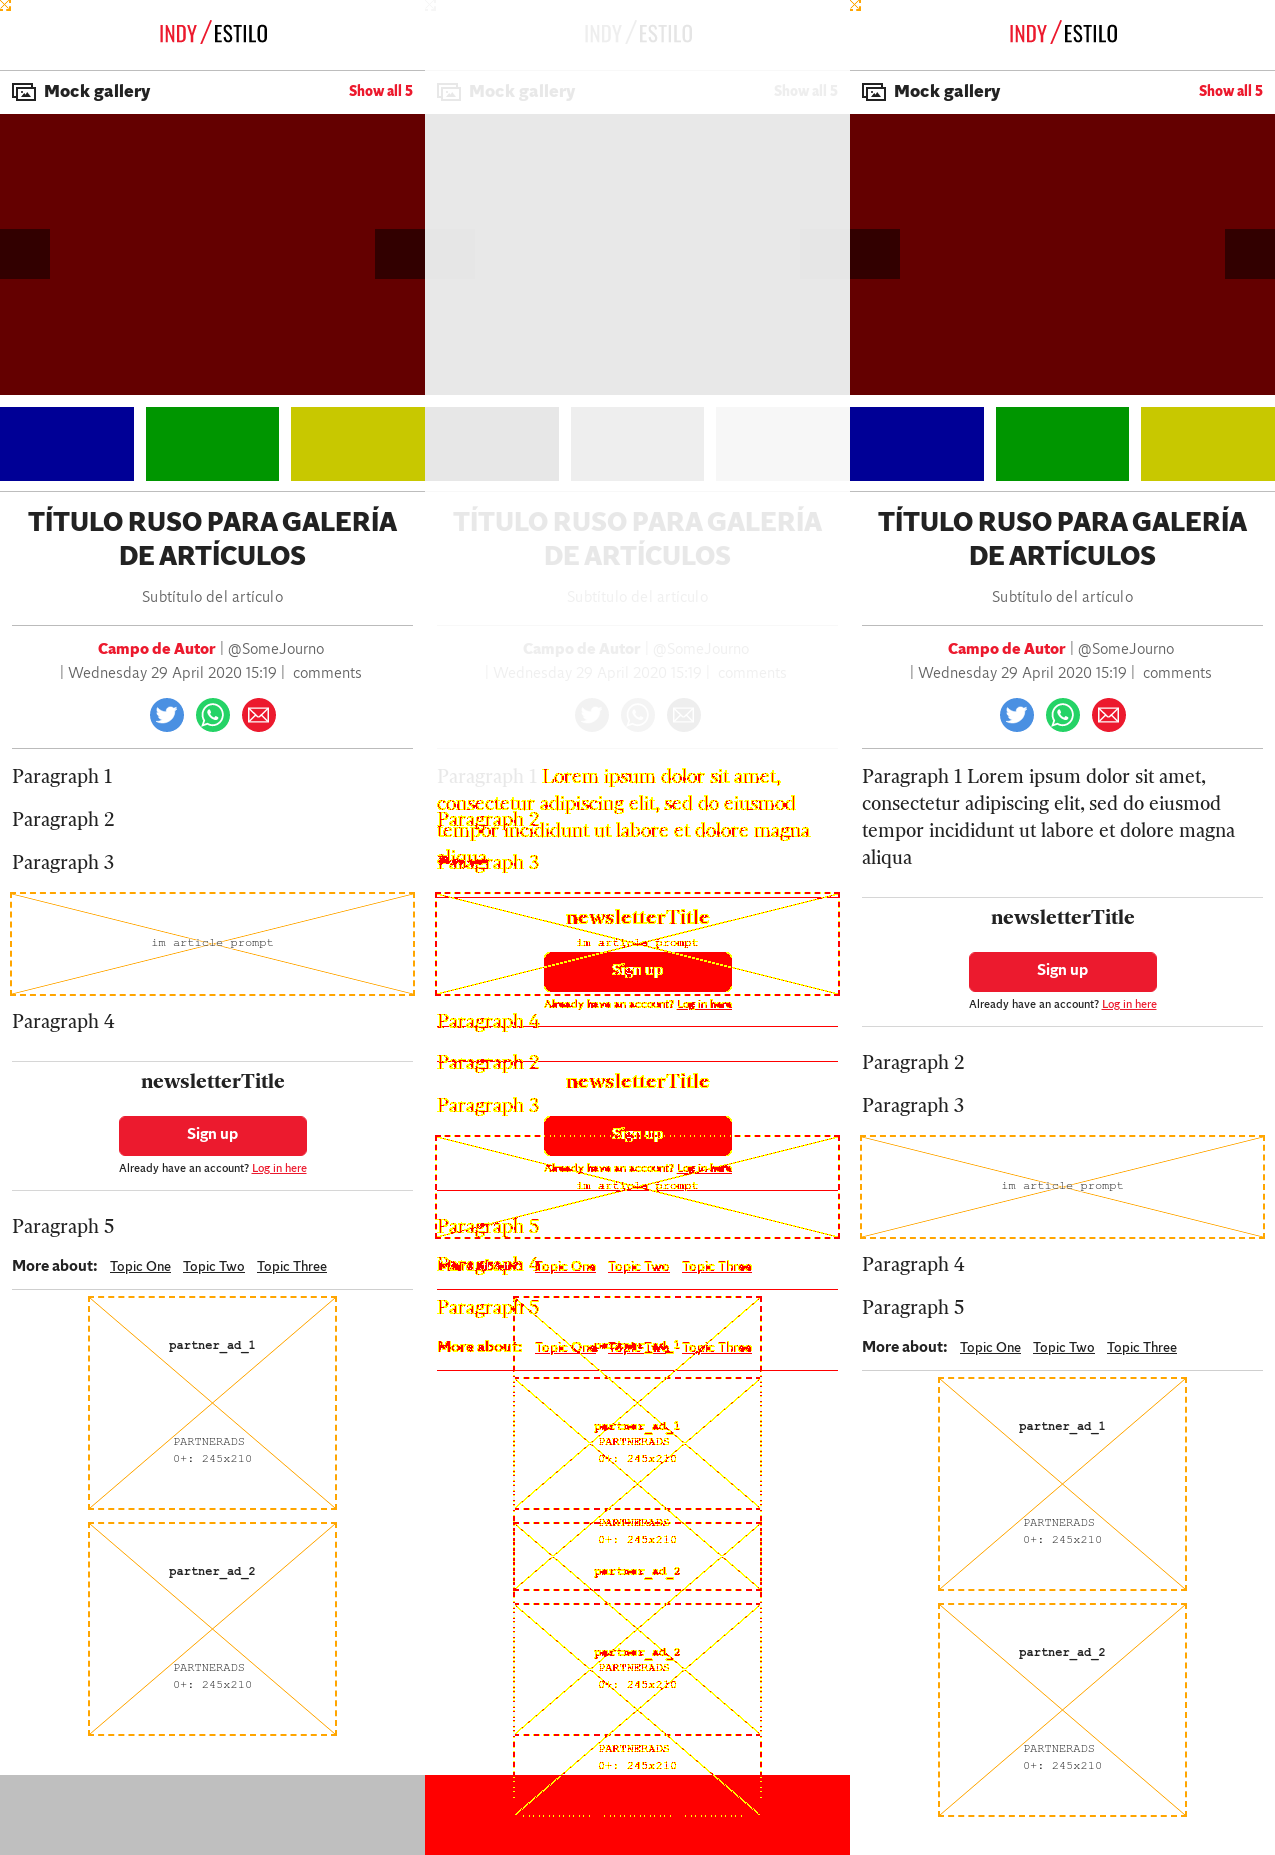 INDY/ESTILO
Mock gallery Show all 5
TÍTULO RUSO PARA GALERÍA
DE ARTÍCULOS
Subtítulo del artículo
Campo de Autor | @SomeJourno
| Wednesday 29 April 2020 15:19 | comments
Paragraph 1
Paragraph 2
Paragraph 3
im article prompt
Paragraph 4
newsletterTitle
Sign up
Already have an account? Log in here
Paragraph 5
More about: Topic One Topic Two Topic Three
partner_ad_1
PARTNERADS
0+: 245x210
partner_ad_2
PARTNERADS
0+: 245x210
INDY/ESTILO
Mock gallery Show all 5
TÍTULO RUSO PARA GALERÍA
DE ARTÍCULOS
Subtítulo del artículo
Campo de Autor | @SomeJourno
| Wednesday 29 April 2020 15:19 | comments
Paragraph 1 Lorem ipsum dolor sit amet,
consectetur adipiscing elit, sed do eiusmod
Paragraph 2
tempor incididunt ut labore et dolore magna
aliqua
Paragraph 3
newsletterTitle
im article prompt
Sign up
Already have an account? Log in here
Paragraph 4
Paragraph 2
newsletterTitle
Paragraph 3
Sign up
Already have an account? Log in here
im article prompt
Paragraph 5
Paragraph 4
Topic One Topic Two Topic Three
Paragraph 5
partner_ad_1
More about: Topic One Topic Two Topic Three
partner_ad_1
PARTNERADS
0+: 245x210
PARTNERADS
0+: 245x210
partner_ad_2
partner_ad_2
PARTNERADS
0+: 245x210
PARTNERADS
0+: 245x210
INDY/ESTILO
Mock gallery Show all 5
TÍTULO RUSO PARA GALERÍA
DE ARTÍCULOS
Subtítulo del artículo
Campo de Autor | @SomeJourno
| Wednesday 29 April 2020 15:19 | comments
Paragraph 1 Lorem ipsum dolor sit amet,
consectetur adipiscing elit, sed do eiusmod
tempor incididunt ut labore et dolore magna
aliqua
newsletterTitle
Sign up
Already have an account? Log in here
Paragraph 2
Paragraph 3
im article prompt
Paragraph 4
Paragraph 5
More about: Topic One Topic Two Topic Three
partner_ad_1
PARTNERADS
0+: 245x210
partner_ad_2
PARTNERADS
0+: 245x210